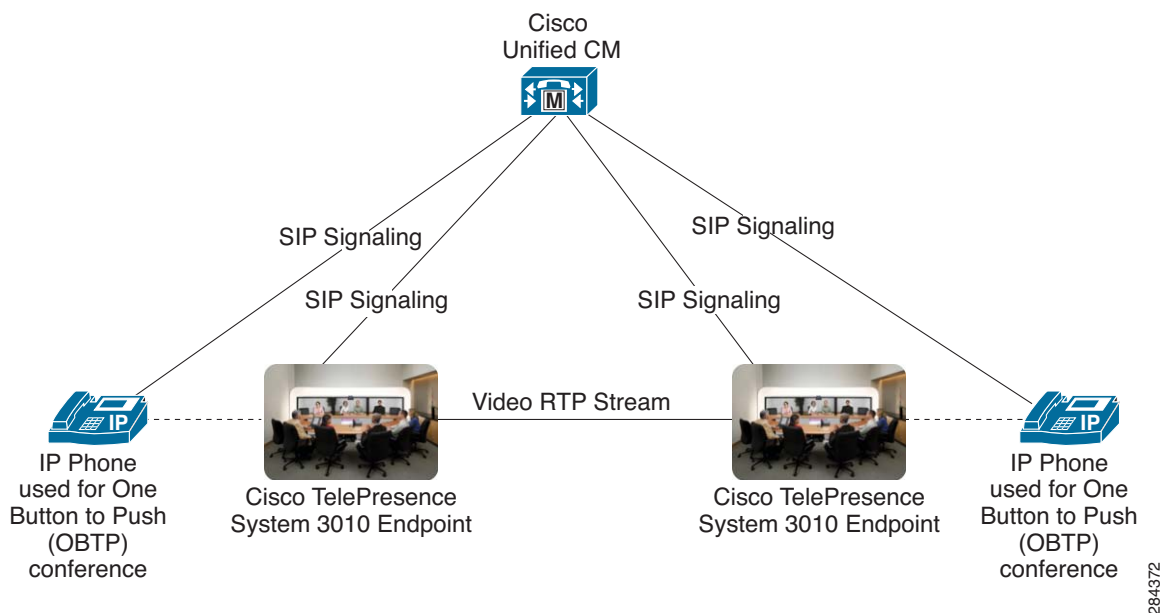 Cisco
Unified CM
M
SIP Signaling
SIP Signaling
SIP Signaling
SIP Signaling
Video RTP Stream
IP
IP
IP Phone
used for One
Button to Push
(OBTP)
conference
Cisco TelePresence
System 3010 Endpoint
Cisco TelePresence
System 3010 Endpoint
IP Phone
used for One
Button to Push
(OBTP)
conference
284372